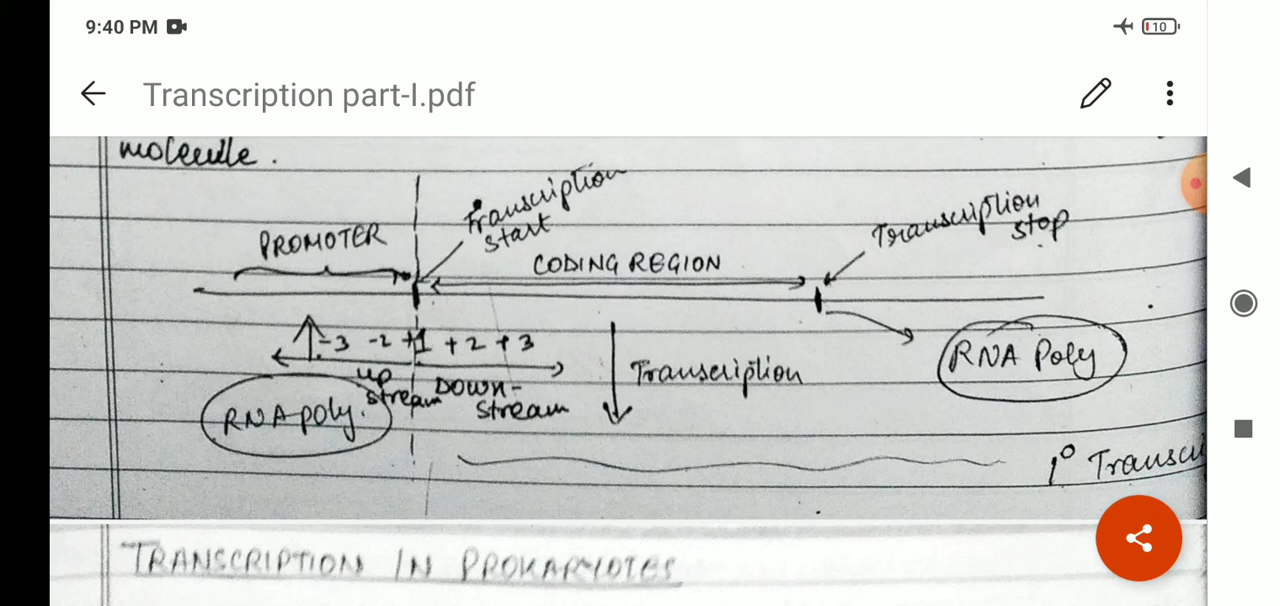 9:40 PM
10
Transcription part-I.pdf
molecule.
Transcription
start
Transcription
stop
PROMOTER
CODING REGION
-3 -2 +1 +2 +3
RNA Poly
up
stream
DOWN-
stream
Transcription
RNA poly.
1° Transcri
TRANSCRIPTION IN PROKARYOTES